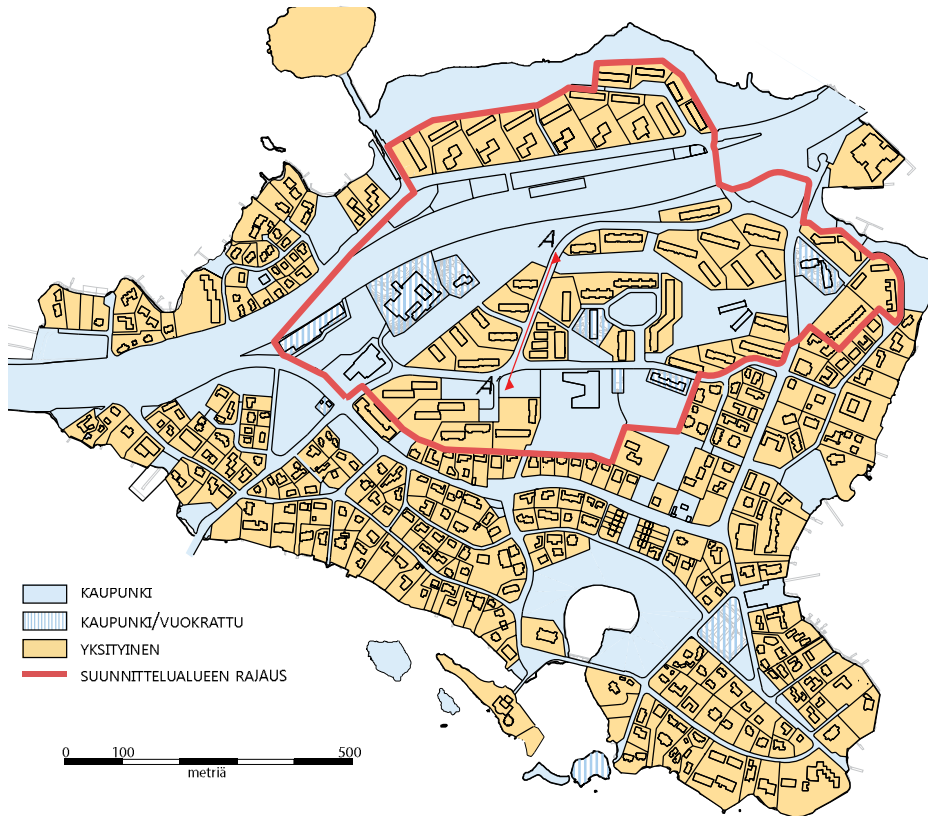 A
A'
KAUPUNKI
KAUPUNKI/VUOKRATTU
YKSITYINEN
SUUNNITTELUALUEEN RAJAUS
0 100 500
metriä